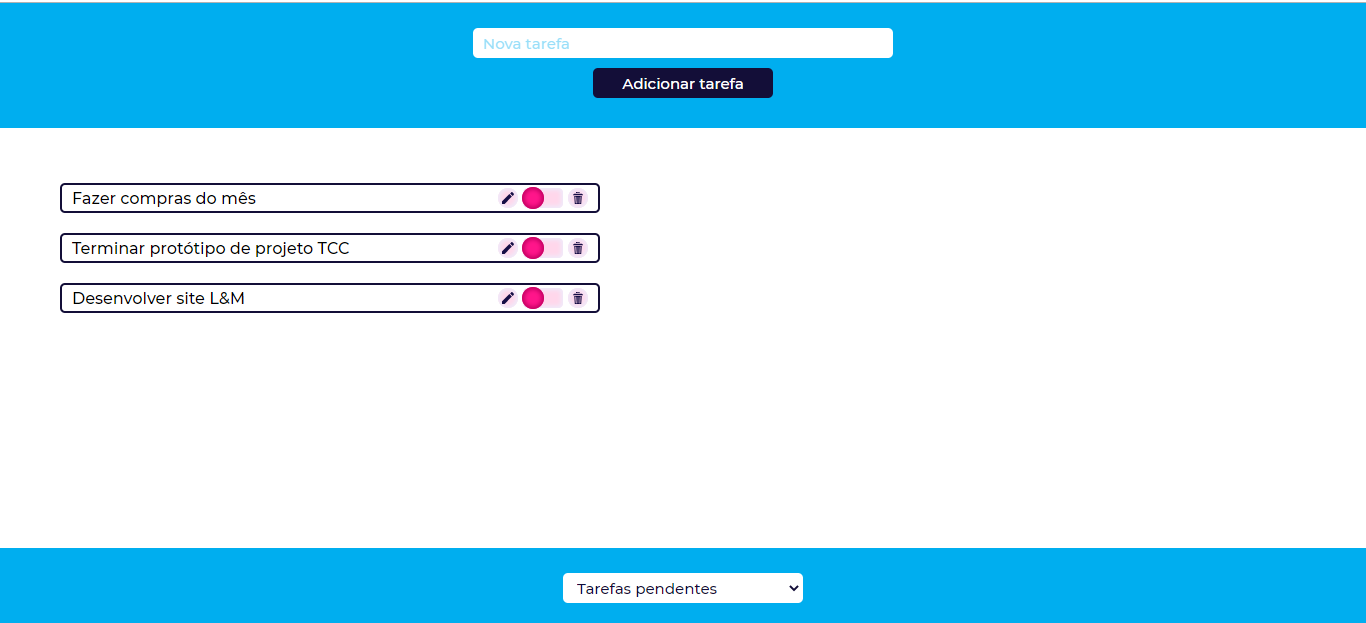 Nova tarefa
Adicionar tarefa
Fazer compras do mês
Terminar protótipo de projeto TCC
Desenvolver site L&M
Tarefas pendentes